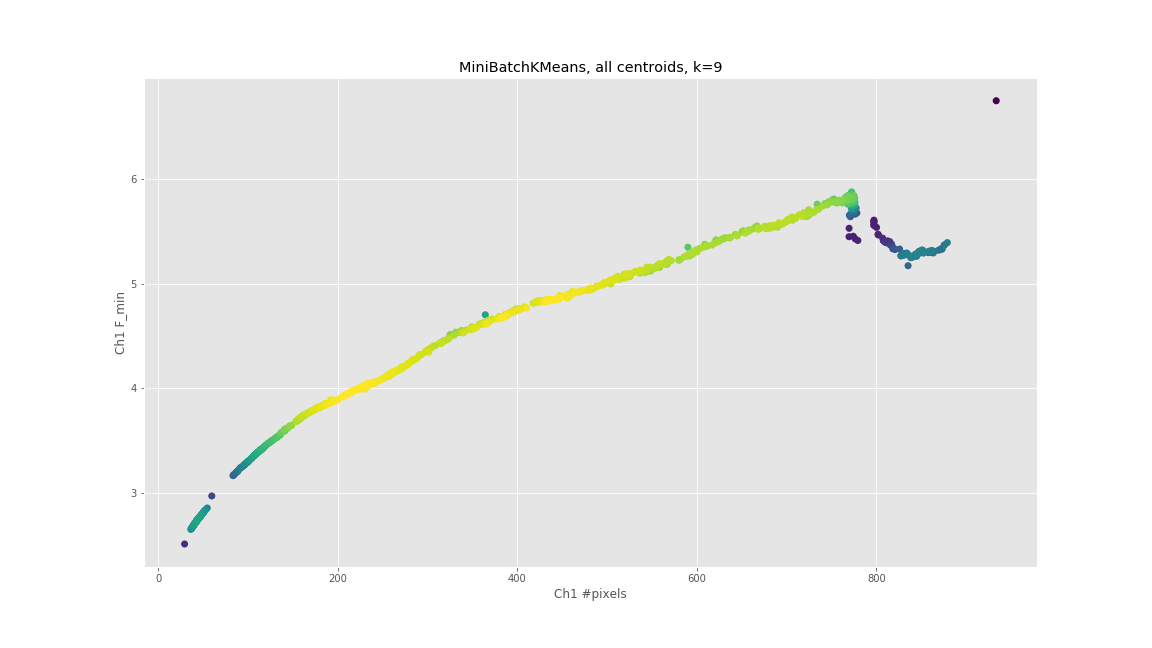 MiniBatchKMeans, all centroids, k=9
6
5
4
3
Ch1 F_min
0 200 400 600 800
Ch1 #pixels